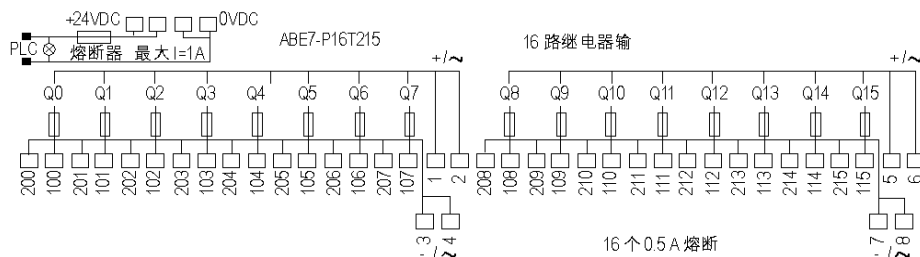 +24VDC 0VDC
PLC 熔断器 最大 I=1A
ABE7-P16T215
16 路继电器输
+/~ +/~
Q0 Q1 Q2 Q3 Q4 Q5 Q6 Q7 Q8 Q9 Q10 Q11 Q12 Q13 Q14 Q15
200 100 201 101 202 102 203 103 204 104 205 105 206 106 207 107 1 2 208 108 209 109 210 110 211 111 212 112 213 113 214 114 215 115 5 6
3 4 7 8
16 个 0.5 A 熔断
- /~ - /~